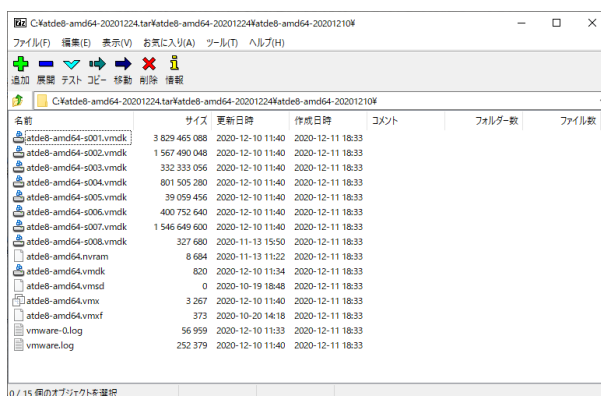 C:¥atde8-amd64-20201224.tar¥atde8-amd64-20201224¥atde8-amd64-20201210¥
ファイル(F) 編集(E) 表示(V) お気に入り(A) ツール(T) ヘルプ(H)
追加 展開 テスト コピー 移動 削除 情報
C:¥atde8-amd64-20201224.tar¥atde8-amd64-20201224¥atde8-amd64-20201210¥
名前 サイズ 更新日時 作成日時 コメント フォルダー数 ファイル数
atde8-amd64-s001.vmdk 3 829 465 088 2020-12-10 11:40 2020-12-11 18:33
atde8-amd64-s002.vmdk 1 567 490 048 2020-12-10 11:40 2020-12-11 18:33
atde8-amd64-s003.vmdk 332 333 056 2020-12-10 11:40 2020-12-11 18:33
atde8-amd64-s004.vmdk 801 505 280 2020-12-10 11:40 2020-12-11 18:33
atde8-amd64-s005.vmdk 39 059 456 2020-12-10 11:40 2020-12-11 18:33
atde8-amd64-s006.vmdk 400 752 640 2020-12-10 11:40 2020-12-11 18:33
atde8-amd64-s007.vmdk 1 546 649 600 2020-12-10 11:40 2020-12-11 18:33
atde8-amd64-s008.vmdk 327 680 2020-11-13 15:50 2020-12-11 18:33
atde8-amd64.nvram 8 684 2020-11-13 11:22 2020-12-11 18:33
atde8-amd64.vmdk 820 2020-12-10 11:34 2020-12-11 18:33
atde8-amd64.vmsd 0 2020-10-19 18:48 2020-12-11 18:33
atde8-amd64.vmx 3 267 2020-12-10 11:40 2020-12-11 18:33
atde8-amd64.vmxf 373 2020-10-20 14:18 2020-12-11 18:33
vmware-0.log 56 959 2020-12-10 11:33 2020-12-11 18:33
vmware.log 252 379 2020-12-10 11:40 2020-12-11 18:33
0 / 15 個のオブジェクトを選択